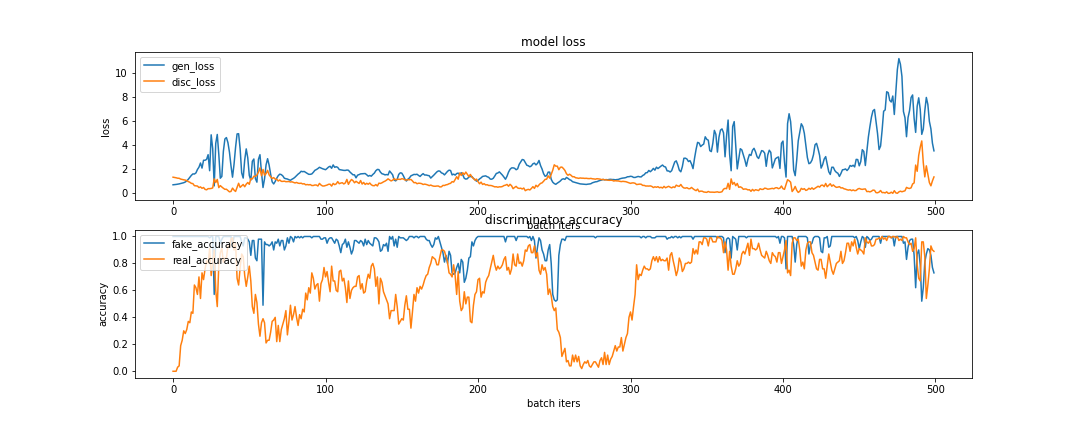 model loss
gen_loss
disc_loss
loss
10
8
6
4
2
0
0
100
200
300
400
500
batch iters
discriminator accuracy
fake_accuracy
real_accuracy
accuracy
1.0
0.8
0.6
0.4
0.2
0.0
0
100
200
300
400
500
batch iters